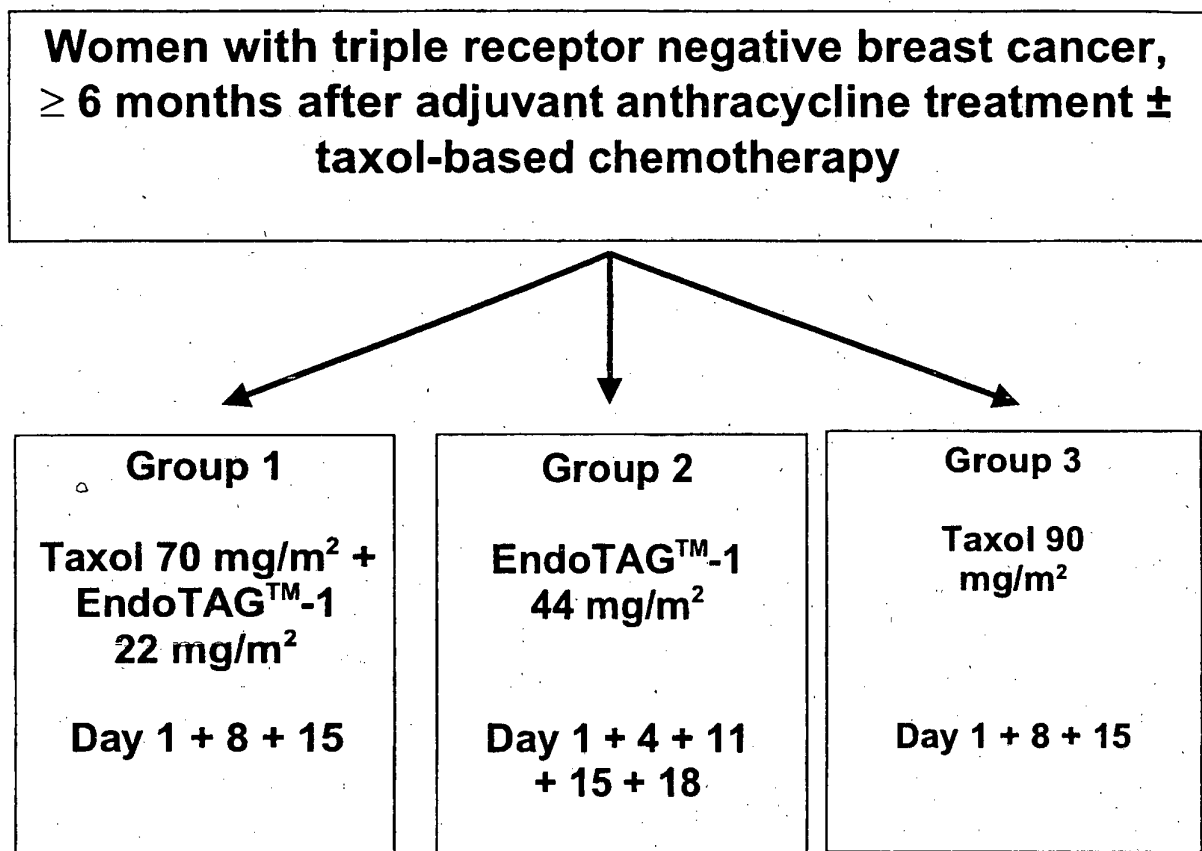 Women with triple receptor negative breast cancer,
≥ 6 months after adjuvant anthracycline treatment ±
taxol-based chemotherapy
Group 1
Taxol 70 mg/m² +
EndoTAG™-1
22 mg/m²
Day 1 + 8 + 15
Group 2
EndoTAG™-1
44 mg/m²
Day 1 + 4 + 11
+ 15 + 18
Group 3
Taxol 90
mg/m²
Day 1 + 8 + 15